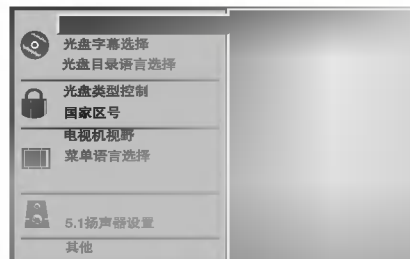 光盘字幕选择
光盘目录语言选择
光盘类型控制
国家区号
电视机视野
菜单语言选择
5.1扬声器设置
其他